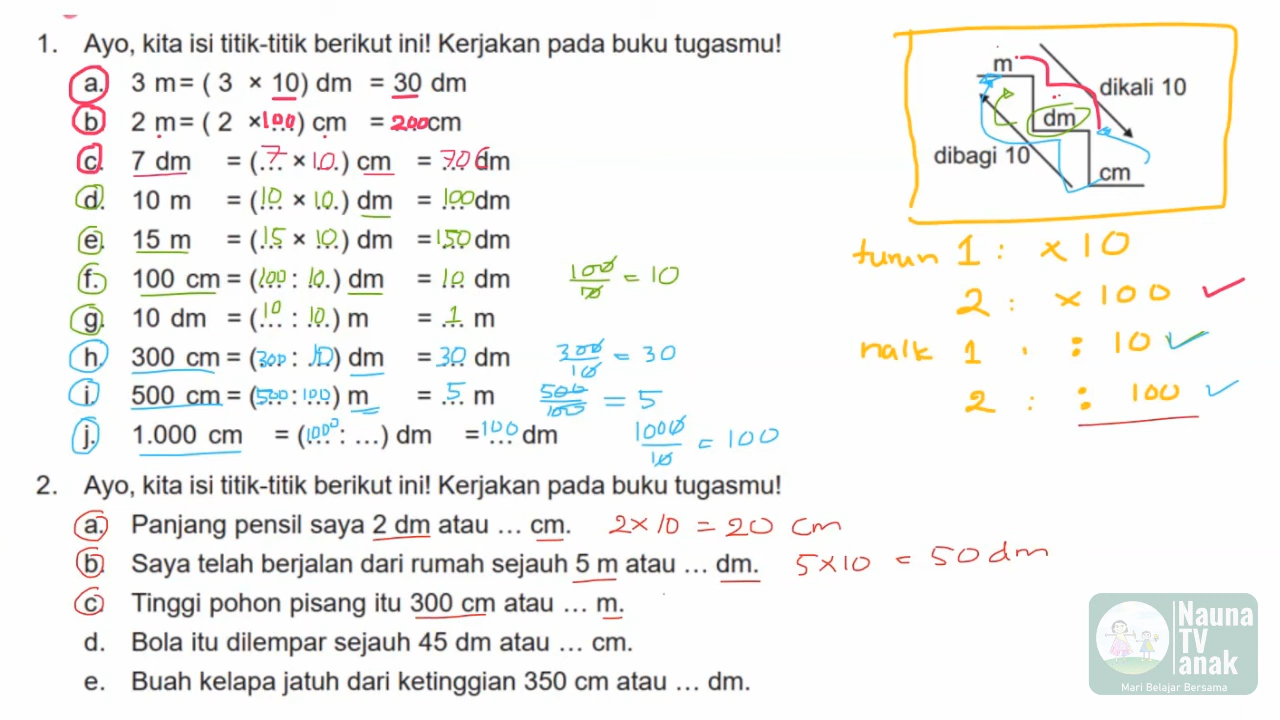 1. Ayo, kita isi titik-titik berikut ini! Kerjakan pada buku tugasmu!
a. 3 m= ( 3 × 10) dm = 30 dm
b 2 m= ( 2 ×100) cm = 200cm
c. 7 dm = (7 × 10) cm = 70 cm
d. 10 m = (10 × 10) dm = 100 dm
e. 15 m = (15 × 10) dm = 150 dm
f. 100 cm = (100 : 10) dm = 10 dm 100/10 = 10
g. 10 dm = (10 : 10) m = 1 m
h. 300 cm = (300 : 10) dm = 30 dm 300/10 = 30
i. 500 cm = (500 : 100) m = 5 m 500/100 = 5
j. 1.000 cm = (1000 : ...) dm = 100 dm 1000/10 = 100
2. Ayo, kita isi titik-titik berikut ini! Kerjakan pada buku tugasmu!
a. Panjang pensil saya 2 dm atau … cm. 2 × 10 = 20 cm
b. Saya telah berjalan dari rumah sejauh 5 m atau … dm. 5 × 10 = 50 dm
c. Tinggi pohon pisang itu 300 cm atau … m.
d. Bola itu dilempar sejauh 45 dm atau … cm.
e. Buah kelapa jatuh dari ketinggian 350 cm atau … dm.
m
dikali 10
dm
dibagi 10
cm
turun 1 : × 10
2 : × 100
naik 1 : : 10
2 : : 100
Nauna
TV
anak
Mari Belajar Bersama